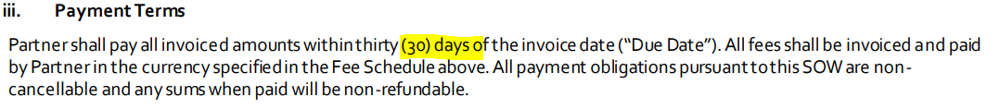 iii. Payment Terms
Partner shall pay all invoiced amounts within thirty (30) days of the invoice date (“Due Date”). All fees shall be invoiced and paid
by Partner in the currency specified in the Fee Schedule above. All payment obligations pursuant to this SOW are non-
cancellable and any sums when paid will be non-refundable.